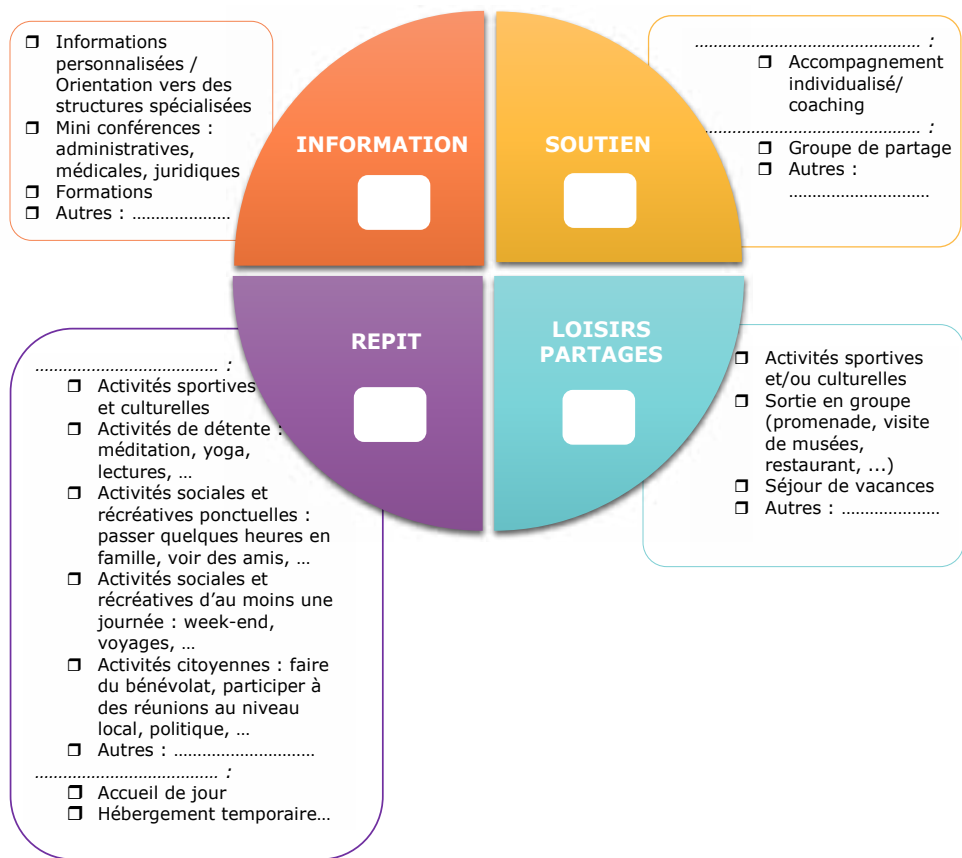 ❒ Informations
personnalisées /
Orientation vers des
structures spécialisées
❒ Mini conférences :
administratives,
médicales, juridiques
❒ Formations
❒ Autres : .....................
INFORMATION
SOUTIEN
................................................ :
❒ Accompagnement
individualisé/
coaching
................................................ :
❒ Groupe de partage
❒ Autres :
..............................
REPIT
LOISIRS
PARTAGES
....................................... :
❒ Activités sportives
et culturelles
❒ Activités de détente :
méditation, yoga,
lectures, …
❒ Activités sociales et
récréatives ponctuelles :
passer quelques heures en
famille, voir des amis, …
❒ Activités sociales et
récréatives d’au moins une
journée : week-end,
voyages, …
❒ Activités citoyennes : faire
du bénévolat, participer à
des réunions au niveau
local, politique, …
❒ Autres : ..............................
....................................... :
❒ Accueil de jour
❒ Hébergement temporaire…
❒ Activités sportives
et/ou culturelles
❒ Sortie en groupe
(promenade, visite
de musées,
restaurant, ...)
❒ Séjour de vacances
❒ Autres : .....................